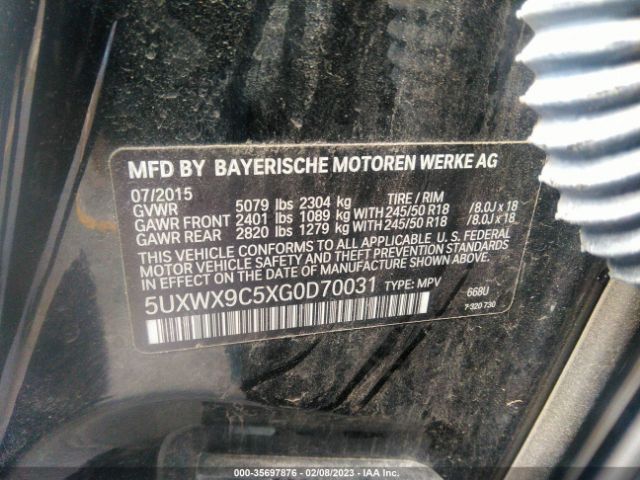 MFD BY BAYERISCHE MOTOREN WERKE AG
07/2015 TIRE / RIM
GVWR 5079 lbs 2304 kg
GAWR FRONT 2401 lbs 1089 kg WITH 245/50 R18 /8.0J x 18
GAWR REAR 2820 lbs 1279 kg WITH 245/50 R18 /8.0J x 18
THIS VEHICLE CONFORMS TO ALL APPLICABLE U.S. FEDERAL
MOTOR VEHICLE SAFETY AND THEFT PREVENTION STANDARDS
IN EFFECT ON THE DATE OF MANUFACTURE SHOWN ABOVE.
5UXWX9C5XG0D70031 TYPE: MPV 668U
7 320 730
000-35697876 / 02/08/2023 - IAA Inc.